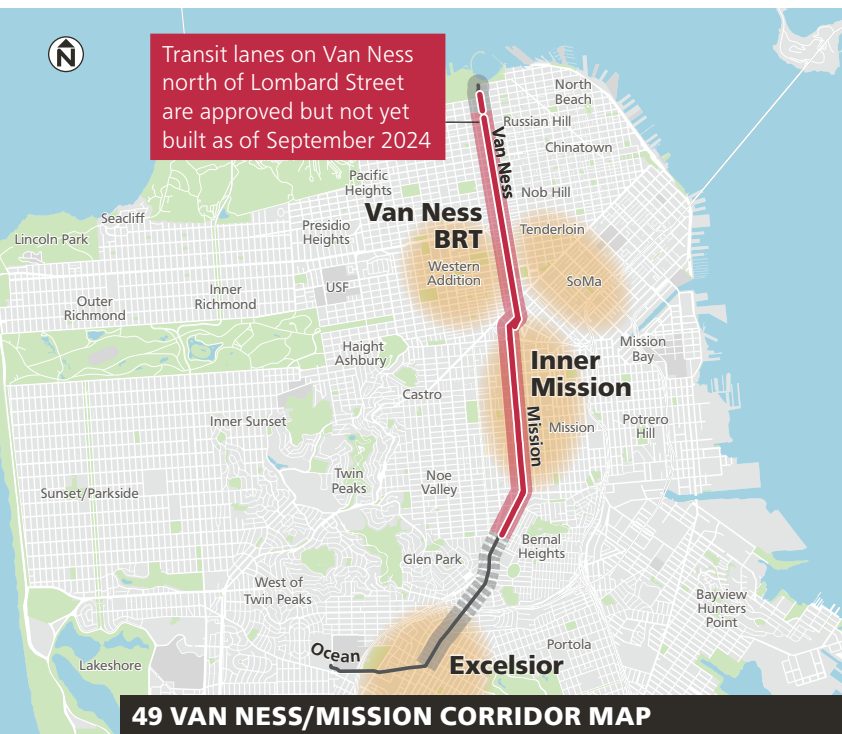 N
Transit lanes on Van Ness
north of Lombard Street
are approved but not yet
built as of September 2024
North
Beach
Russian Hill
Van Ness
Chinatown
Pacific
Heights
Nob Hill
Seacliff
Van Ness
BRT
Lincoln Park
Presidio
Heights
Tenderloin
Western
Addition
USF
SoMa
Inner
Richmond
Outer
Richmond
Mission
Bay
Haight
Ashbury
Inner
Mission
Castro
Mission
Mission
Potrero
Hill
Inner Sunset
Twin
Peaks
Noe
Valley
Sunset/Parkside
Bernal
Heights
Glen Park
West of
Twin Peaks
Bayview
Hunters
Point
Ocean
Portola
Lakeshore
Excelsior
49 VAN NESS/MISSION CORRIDOR MAP